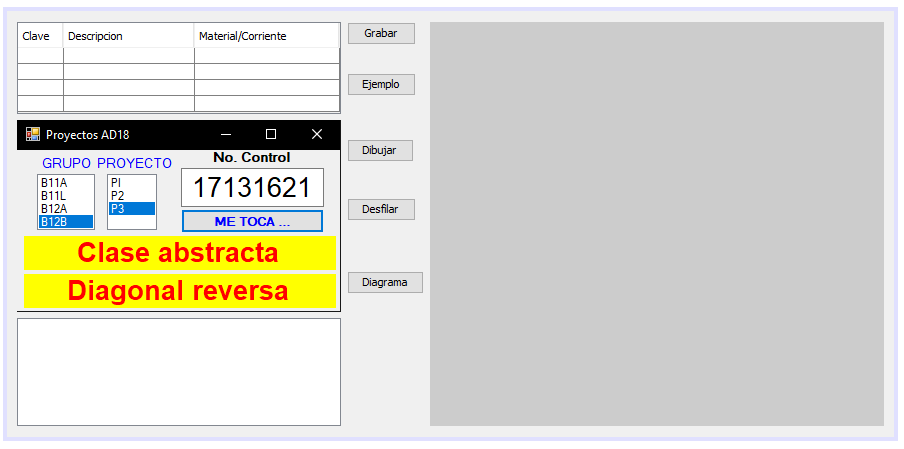 Clave Descripcion Material/Corriente
Grabar
Ejemplo
Proyectos AD18
GRUPO PROYECTO No. Control
B11A
B11L
B12A
B12B
PI
P2
P3
17131621
ME TOCA ...
Clase abstracta
Diagonal reversa
Dibujar
Desfilar
Diagrama